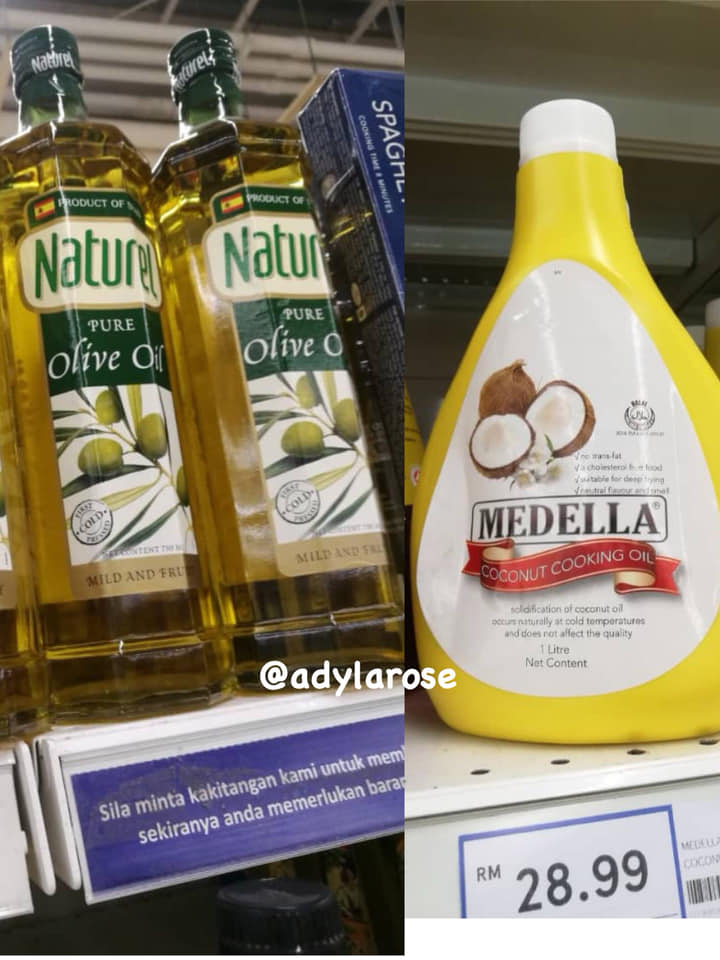 Naturel
PRODUCT OF
Naturel
PURE
Olive Oil
FIRST
COLD
PRESSED
MILD AND FRU
PRODUCT OF
Natur
PURE
Olive O
FIRST
COLD
PRESSED
MILD AND FRU
COOKING TIME 8 MINUTES
@adylarose
Sila minta kakitangan kami untuk mem
sekiranya anda memerlukan baran
HALAL
√no trans-fat
√a cholesterol free food
√suitable for deep frying
√neutral flavour and smell
MEDELLA®
COCONUT COOKING OIL
solidification of coconut oil
occurs naturally at cold temperatures
and does not affect the quality
1 Litre
Net Content
RM 28.99
MEDELLA
COCON